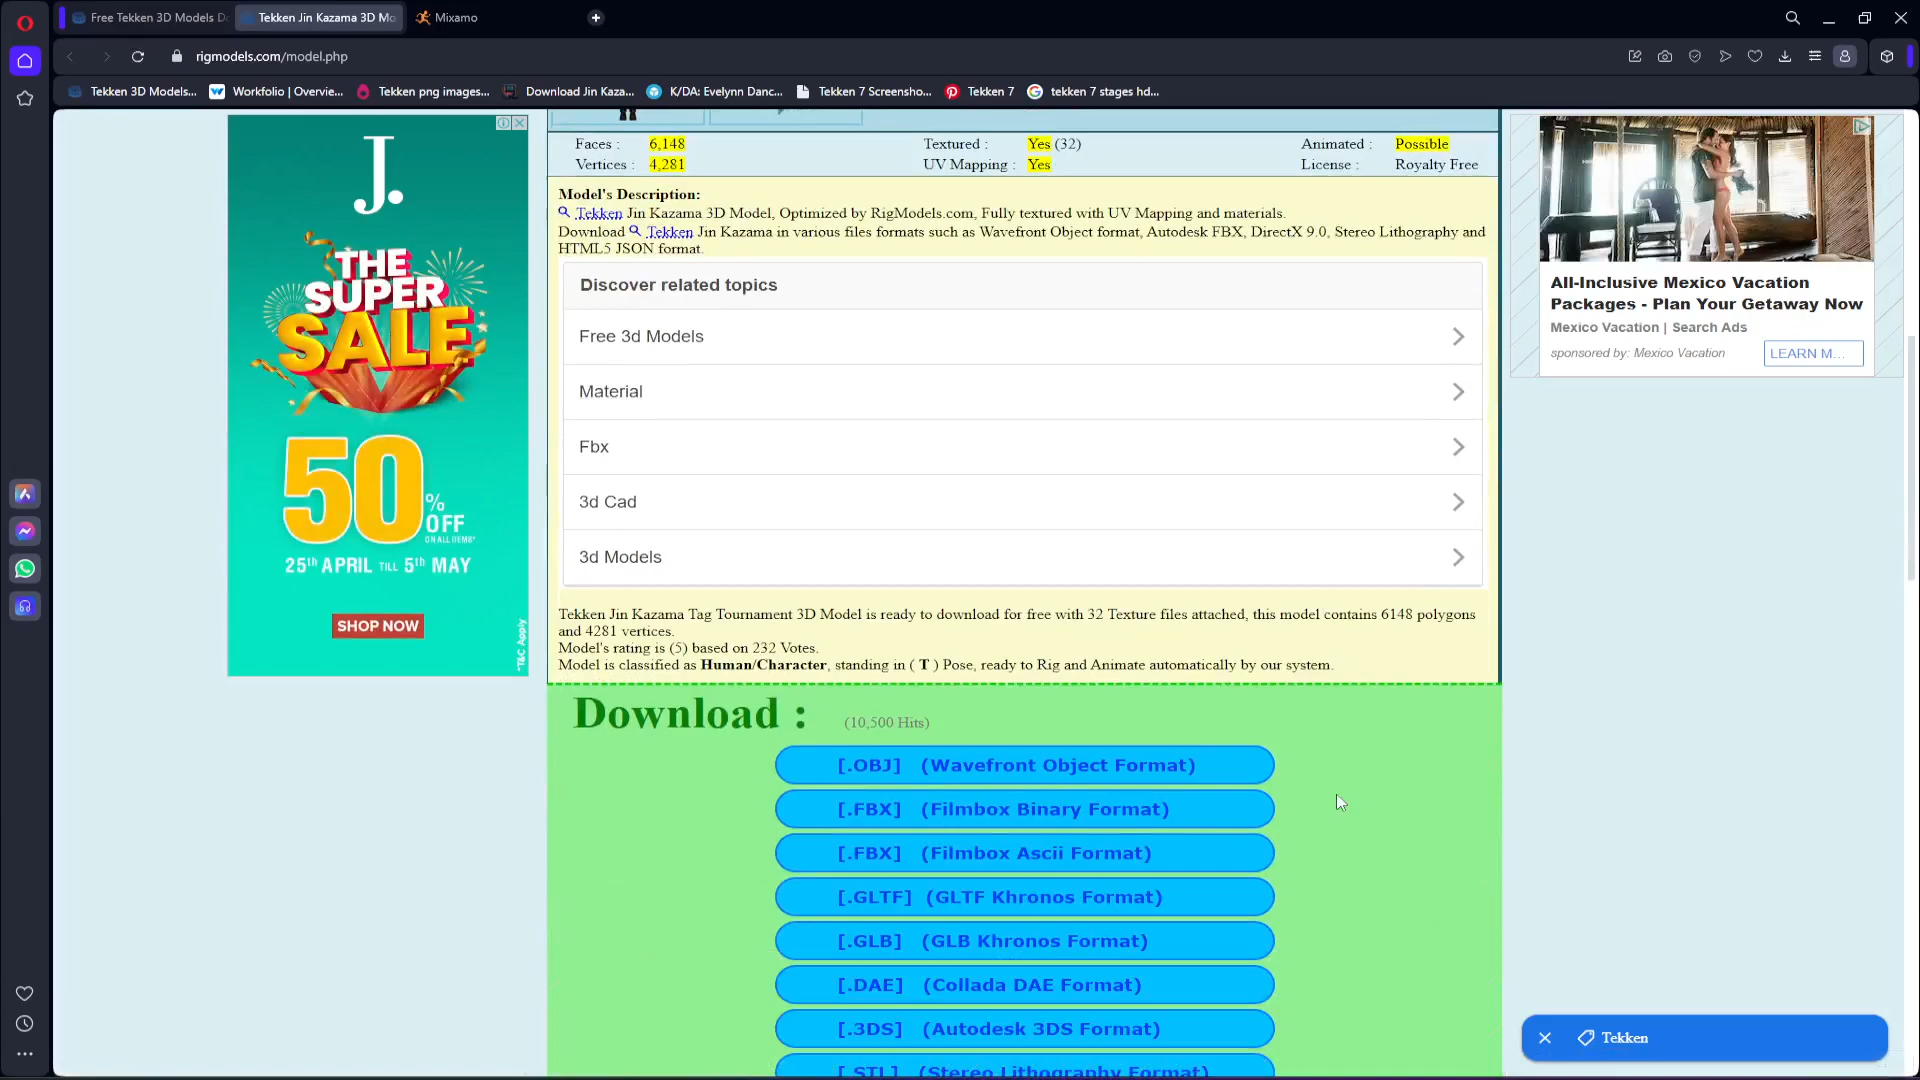 Free Tekken 3D Models D
Tekken Jin Kazama 3D Mo
Mixamo
rigmodels.com/model.php
Tekken 3D Models...
Workfolio | Overvie...
Tekken png images,...
Download Jin Kaza...
K/DA: Evelynn Danc...
Tekken 7 Screensho...
Tekken 7
tekken 7 stages hd...
Faces : 6,148
Textured : Yes (32)
Animated : Possible
Vertices : 4,281
UV Mapping : Yes
License : Royalty Free
Model's Description:
Tekken Jin Kazama 3D Model, Optimized by RigModels.com, Fully textured with UV Mapping and materials.
Download Tekken Jin Kazama in various files formats such as Wavefront Object format, Autodesk FBX, DirectX 9.0, Stereo Lithography and
HTML5 JSON format.
Discover related topics
Free 3d Models
Material
Fbx
3d Cad
3d Models
Tekken Jin Kazama Tag Tournament 3D Model is ready to download for free with 32 Texture files attached, this model contains 6148 polygons
and 4281 vertices.
Model's rating is (5) based on 232 Votes.
Model is classified as Human/Character, standing in ( T ) Pose, ready to Rig and Animate automatically by our system.
Download :
(10,500 Hits)
[.OBJ] (Wavefront Object Format)
[.FBX] (Filmbox Binary Format)
[.FBX] (Filmbox Ascii Format)
[.GLTF] (GLTF Khronos Format)
[.GLB] (GLB Khronos Format)
[.DAE] (Collada DAE Format)
[.3DS] (Autodesk 3DS Format)
[.STL] (Stereo Lithography Format)
J.
THE
SUPER
SALE
50
%
OFF
ON ALL ITEMS*
25th APRIL TILL 5th MAY
SHOP NOW
*T&C Apply
All-Inclusive Mexico Vacation
Packages - Plan Your Getaway Now
Mexico Vacation | Search Ads
sponsored by: Mexico Vacation
LEARN M...
Tekken